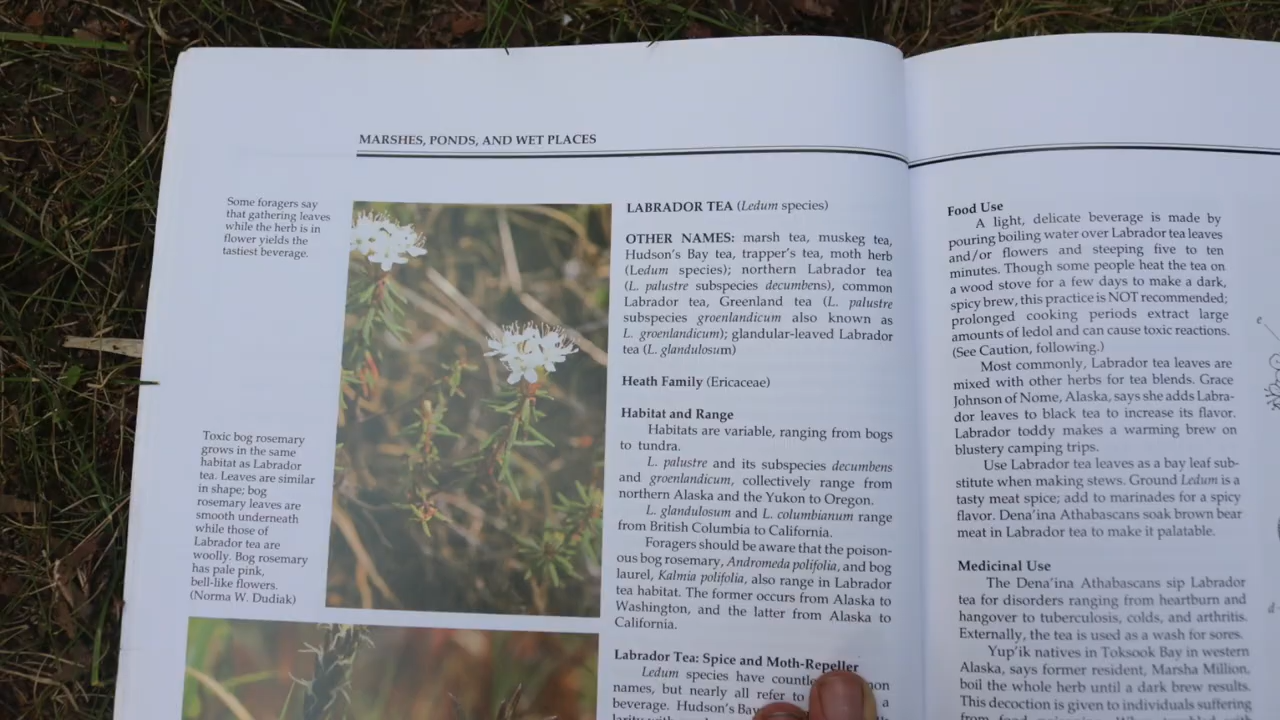 MARSHES, PONDS, AND WET PLACES
Some foragers say
that gathering leaves
while the herb is in
flower yields the
tastiest beverage.
Toxic bog rosemary
grows in the same
habitat as Labrador
tea. Leaves are similar
in shape; bog
rosemary leaves are
smooth underneath
while those of
Labrador tea are
woolly. Bog rosemary
has pale pink,
bell-like flowers.
(Norma W. Dudiak)
LABRADOR TEA (Ledum species)
OTHER NAMES: marsh tea, muskeg tea,
Hudson's Bay tea, trapper's tea, moth herb
(Ledum species); northern Labrador tea
(L. palustre subspecies decumbens), common
Labrador tea, Greenland tea (L. palustre
subspecies groenlandicum also known as
L. groenlandicum); glandular-leaved Labrador
tea (L. glandulosum)
Heath Family (Ericaceae)
Habitat and Range
Habitats are variable, ranging from bogs
to tundra.
L. palustre and its subspecies decumbens
and groenlandicum, collectively range from
northern Alaska and the Yukon to Oregon.
L. glandulosum and L. columbianum range
from British Columbia to California.
Foragers should be aware that the poison-
ous bog rosemary, Andromeda polifolia, and bog
laurel, Kalmia polifolia, also range in Labrador
tea habitat. The former occurs from Alaska to
Washington, and the latter from Alaska to
California.
Labrador Tea: Spice and Moth-Repeller
Ledum species have
names, but nearly all refer to a
beverage. Hudson's Bay
Food Use
A light, delicate beverage is made by
pouring boiling water over Labrador tea leaves
and/or flowers and steeping five to ten
minutes. Though some people heat the tea on
a wood stove for a few days to make a dark,
spicy brew, this practice is NOT recommended;
prolonged cooking periods extract large
amounts of ledol and can cause toxic reactions.
(See Caution, following.)
Most commonly, Labrador tea leaves are
mixed with other herbs for tea blends. Grace
Johnson of Nome, Alaska, says she adds Labra-
dor leaves to black tea to increase its flavor.
Labrador toddy makes a warming brew on
blustery camping trips.
Use Labrador tea leaves as a bay leaf sub-
stitute when making stews. Ground Ledum is a
tasty meat spice; add to marinades for a spicy
flavor. Dena'ina Athabascans soak brown bear
meat in Labrador tea to make it palatable.
Medicinal Use
The Dena'ina Athabascans sip Labrador
tea for disorders ranging from heartburn and
hangover to tuberculosis, colds, and arthritis.
Externally, the tea is used as a wash for sores.
Yup'ik natives in Toksook Bay in western
Alaska, says former resident, Marsha Million,
boil the whole herb until a dark brew results.
This decoction is given to individuals suffering
e
d